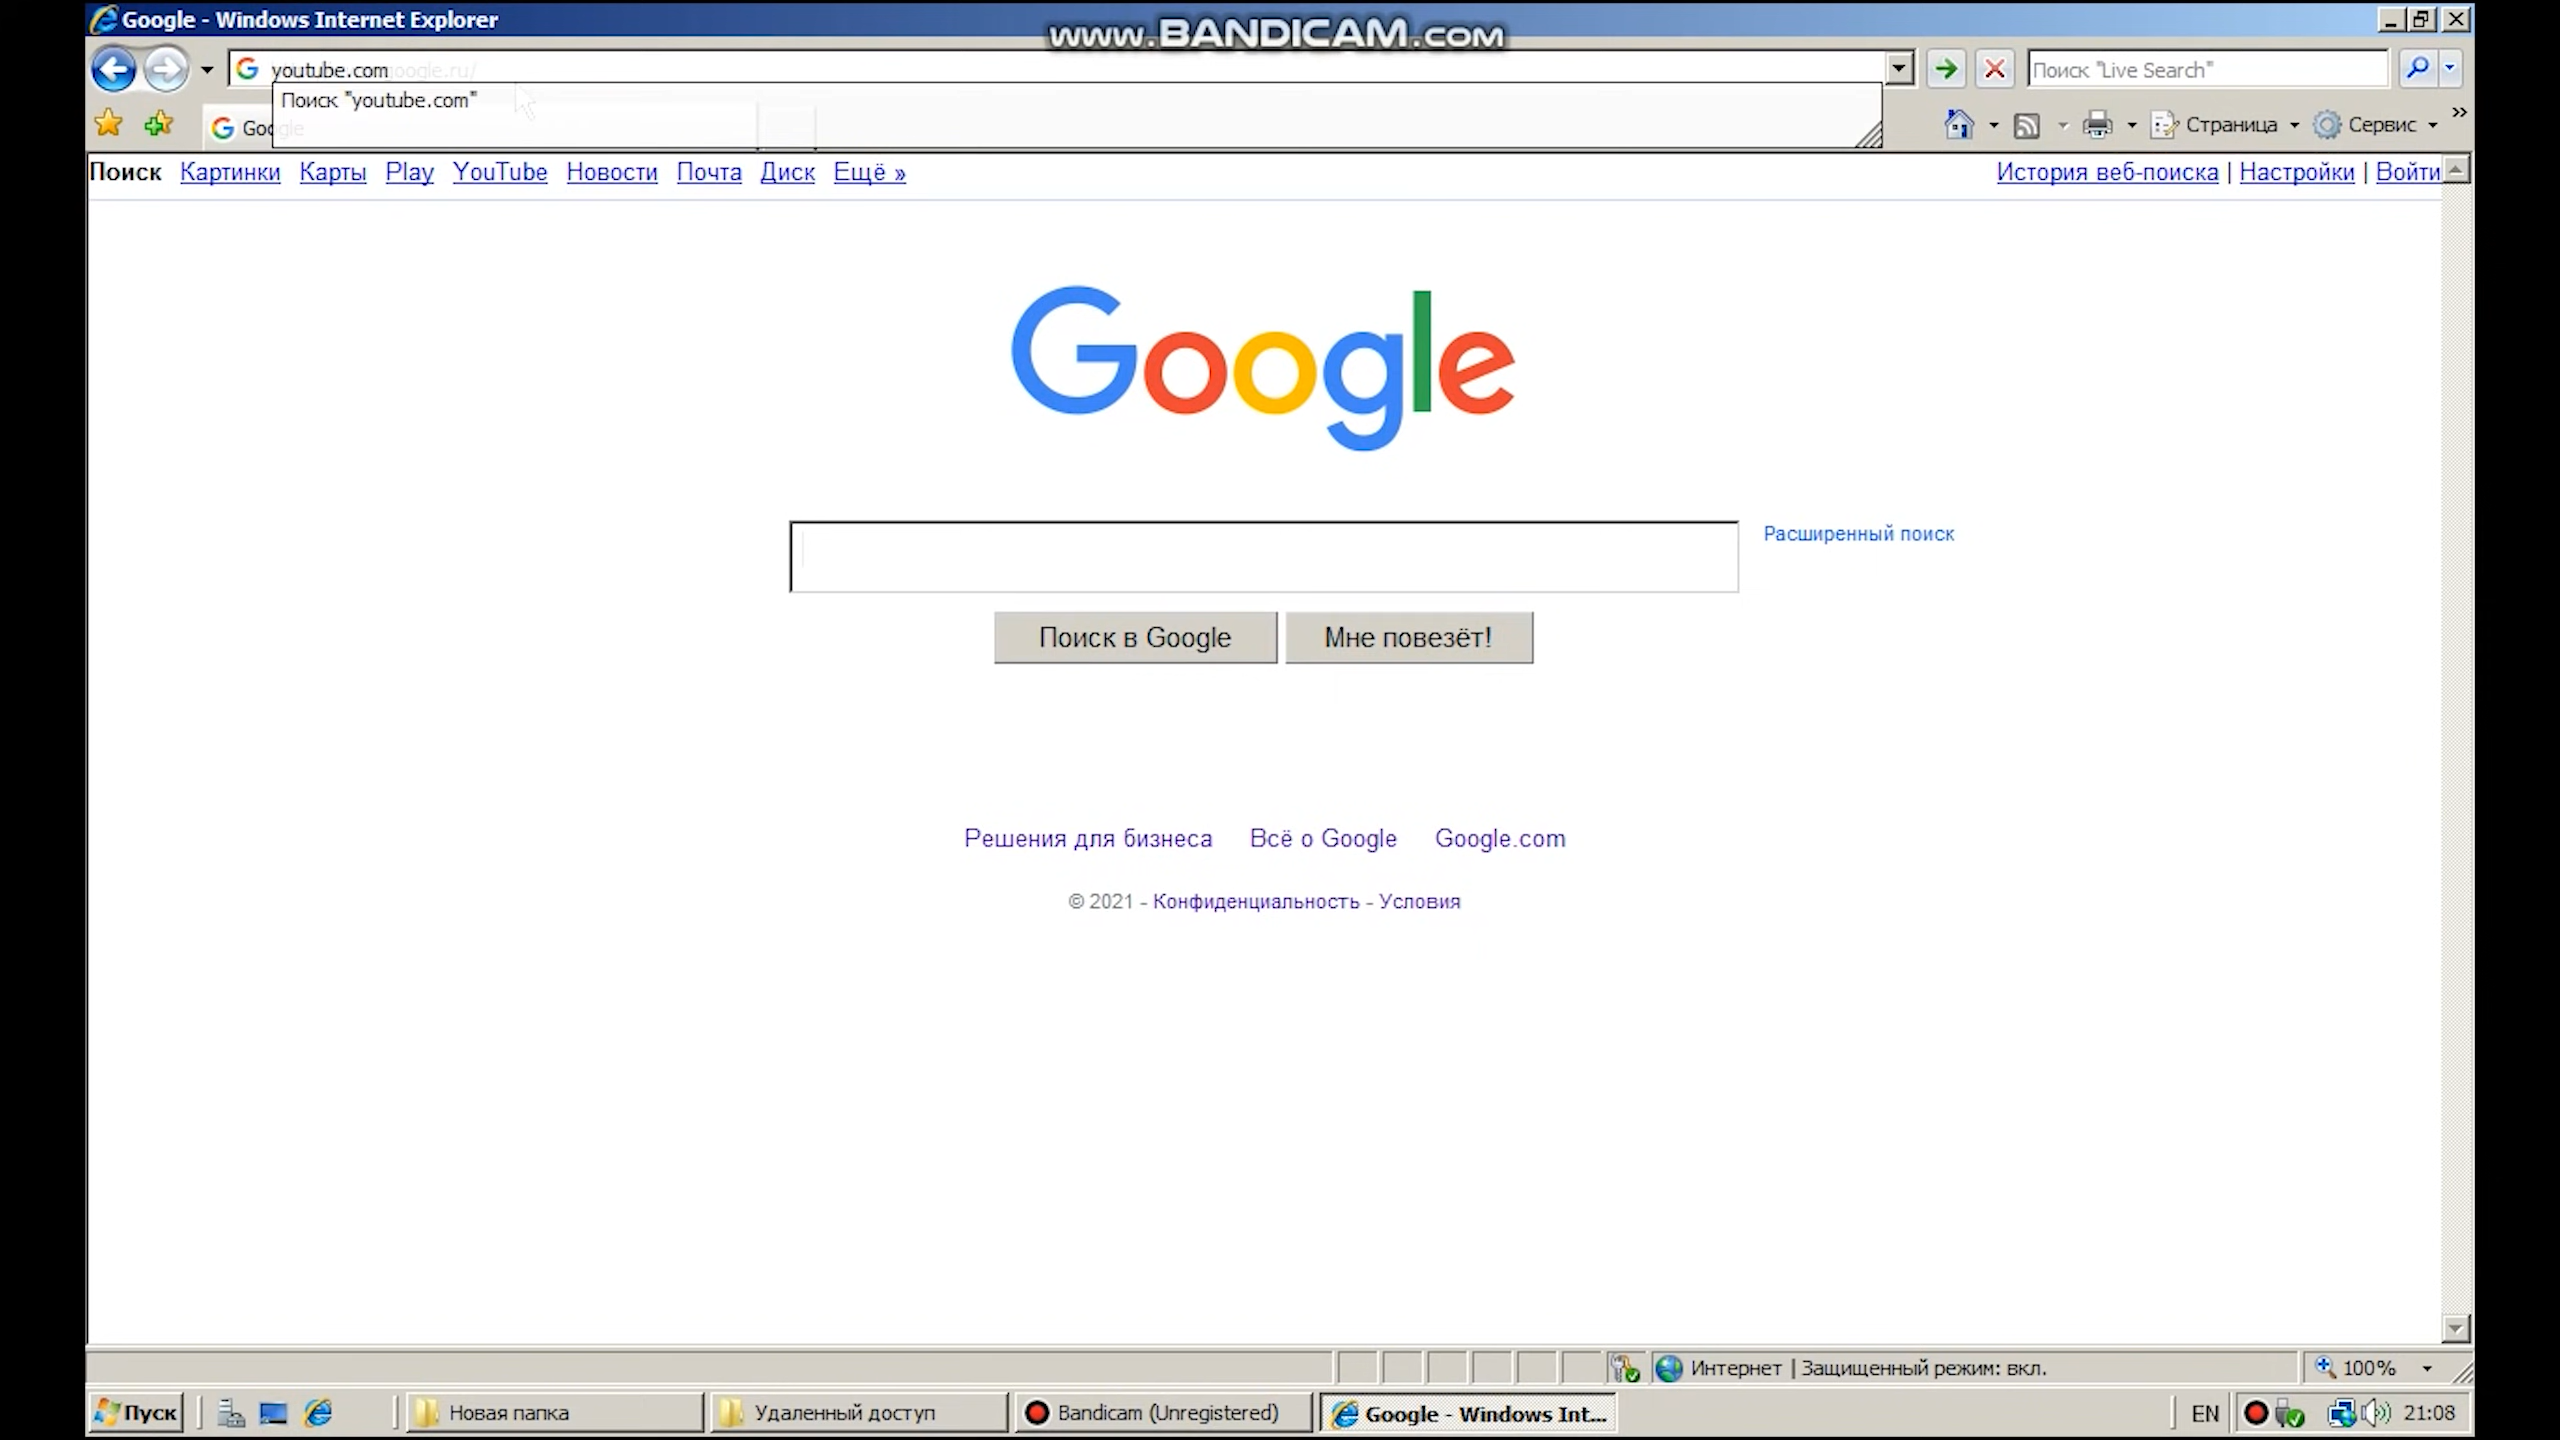 Google - Windows Internet Explorer
www.BANDICAM.com
youtube.com google.ru/
Поиск "Live Search"
Поиск "youtube.com"
Google
Страница
Сервис
Поиск Картинки Карты Play YouTube Новости Почта Диск Ещё »
История веб-поиска | Настройки | Войти
Google
Расширенный поиск
Поиск в Google
Мне повезёт!
Решения для бизнеса Всё о Google Google.com
© 2021 - Конфиденциальность - Условия
Интернет | Защищенный режим: вкл.
100%
Пуск
Новая папка
Удаленный доступ
Bandicam (Unregistered)
Google - Windows Int...
EN
21:08